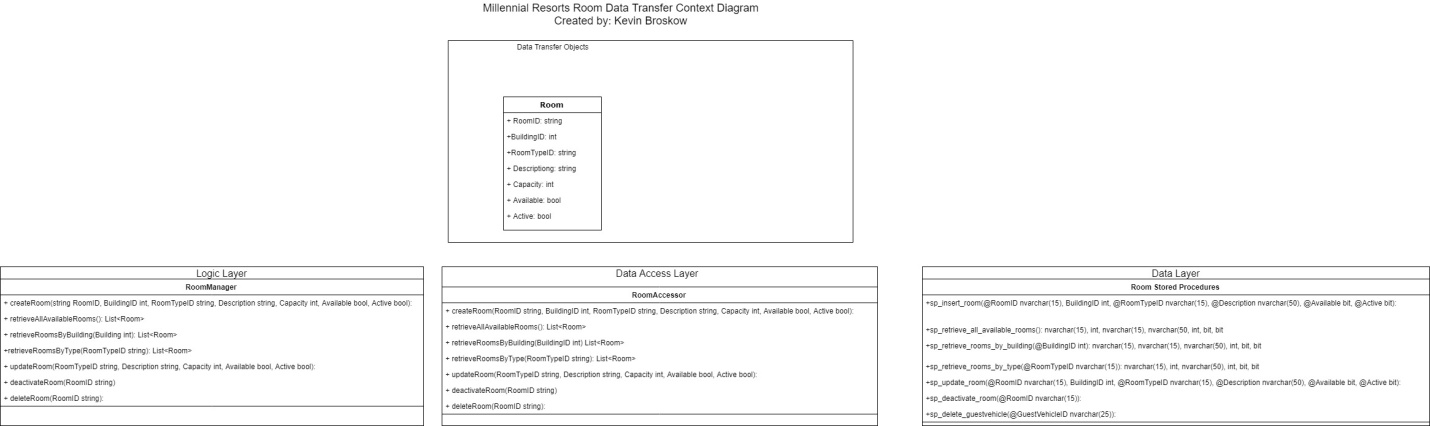 Millennial Resorts Room Data Transfer Context Diagram
Created by: Kevin Broskow
Data Transfer Objects
Room
+ RoomID: string
+BuildingID: int
+RoomTypeID: string
+ Descriptiong: string
+ Capacity: int
+ Available: bool
+ Active: bool
Logic Layer
RoomManager
+ createRoom(string RoomID, BuildingID int, RoomTypeID string, Description string, Capacity int, Available bool, Active bool):
+ retrieveAllAvailableRooms(): List<Room>
+ retrieveRoomsByBuilding(Building int): List<Room>
+retrieveRoomsByType(RoomTypeID string): List<Room>
+ updateRoom(RoomTypeID string, Description string, Capacity int, Available bool, Active bool):
+ deactivateRoom(RoomID string)
+ deleteRoom(RoomID string):
Data Access Layer
RoomAccessor
+ createRoom(RoomID string, BuildingID int, RoomTypeID string, Description string, Capacity int, Available bool, Active bool):
+ retrieveAllAvailableRooms(): List<Room>
+ retrieveRoomsByBuilding(BuildingID int) List<Room>
+ retrieveRoomsByType(RoomTypeID string): List<Room>
+ updateRoom(RoomTypeID string, Description string, Capacity int, Available bool, Active bool):
+ deactivateRoom(RoomID string)
+ deleteRoom(RoomID string):
Data Layer
Room Stored Procedures
+sp_insert_room(@RoomID nvarchar(15), BuildingID int, @RoomTypeID nvarchar(15), @Description nvarchar(50), @Available bit, @Active bit):
+sp_retrieve_all_available_rooms(): nvarchar(15), int, nvarchar(15), nvarchar(50, int, bit, bit
+sp_retrieve_rooms_by_building(@BuildingID int): nvarchar(15), nvarchar(15), nvarchar(50), int, bit, bit
+sp_retrieve_rooms_by_type(@RoomTypeID nvarchar(15)): nvarchar(15), int, nvarchar(50), int, bit, bit
+sp_update_room(@RoomID nvarchar(15), BuildingID int, @RoomTypeID nvarchar(15), @Description nvarchar(50), @Available bit, @Active bit):
+sp_deactivate_room(@RoomID nvarchar(15)):
+sp_delete_guestvehicle(@GuestVehicleID nvarchar(25)):